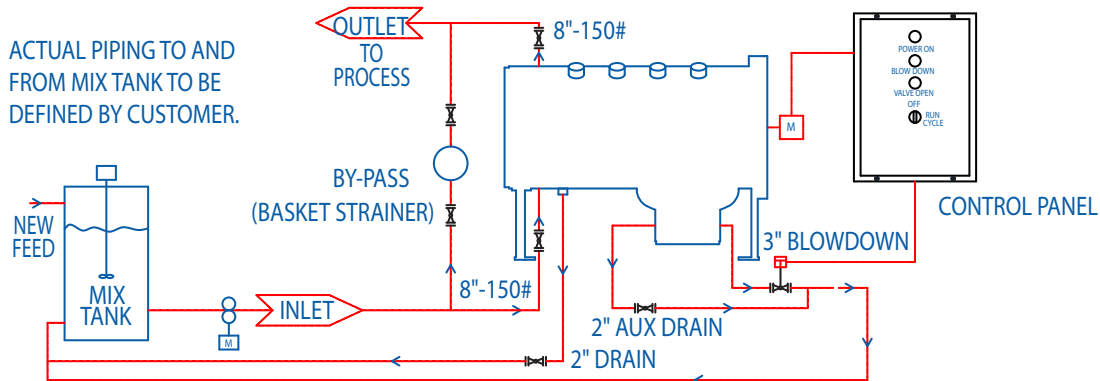 ACTUAL PIPING TO AND
FROM MIX TANK TO BE
DEFINED BY CUSTOMER.
OUTLET
TO
PROCESS
8"-150#
POWER ON
BLOW DOWN
VALVE OPEN
OFF
RUN
CYCLE
M
BY-PASS
(BASKET STRAINER)
CONTROL PANEL
NEW
FEED
3" BLOWDOWN
8"-150#
MIX
TANK
INLET
M
2" AUX DRAIN
2" DRAIN